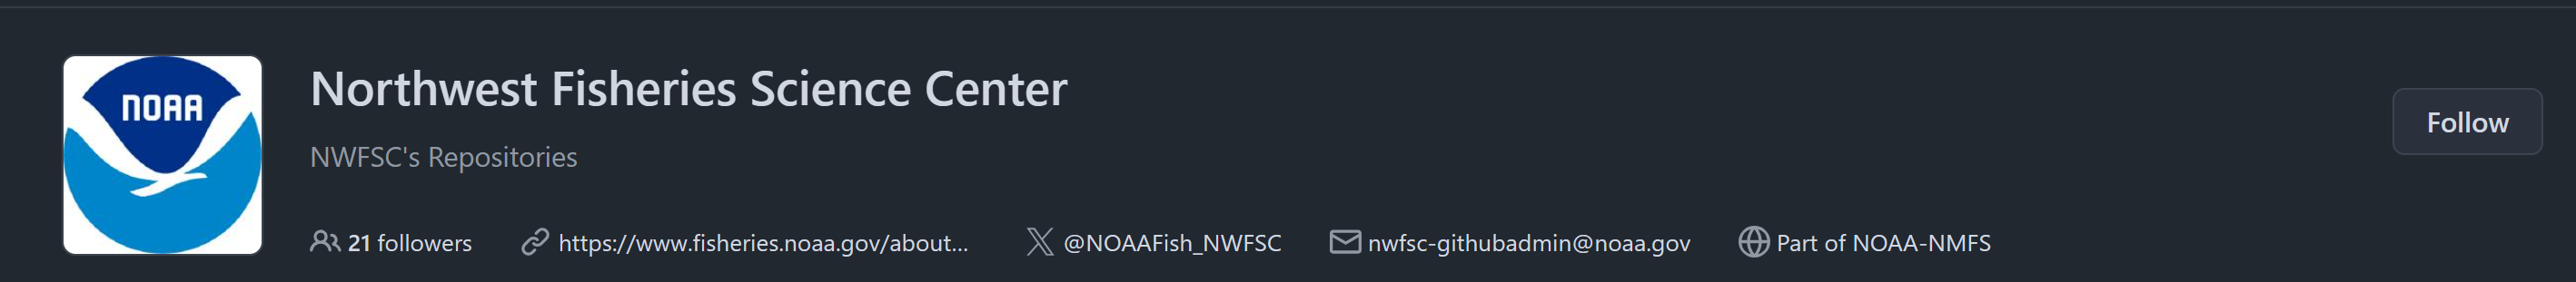 NOAA
Northwest Fisheries Science Center
Follow
NWFSC's Repositories
21 followers https://www.fisheries.noaa.gov/about... @NOAAFish_NWFSC nwfsc-githubadmin@noaa.gov Part of NOAA-NMFS